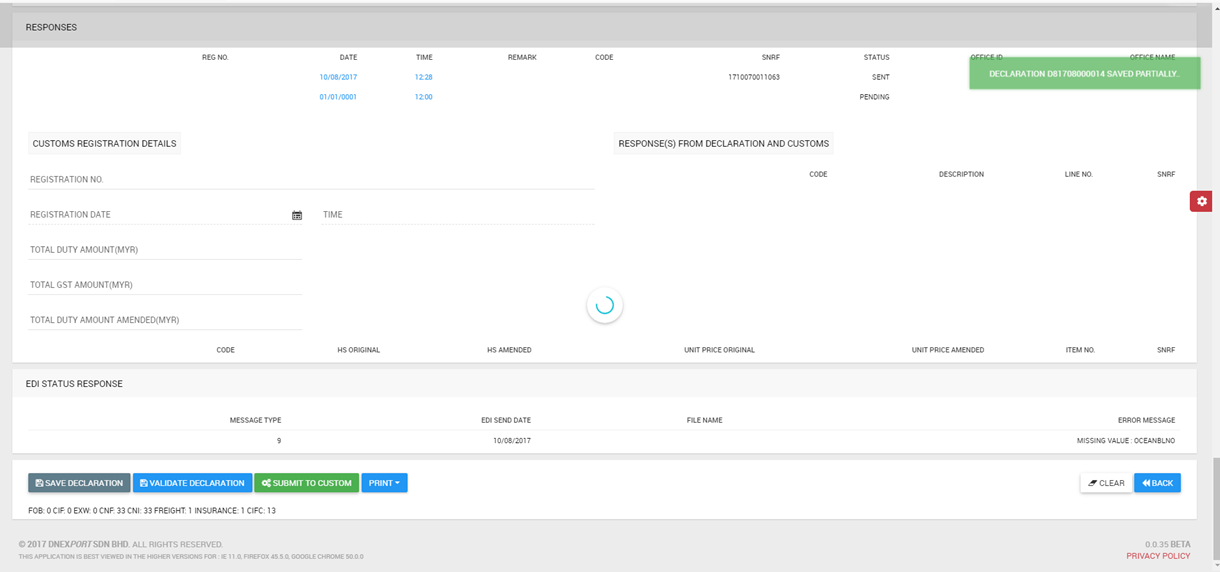 RESPONSES
REG NO. DATE TIME REMARK CODE SNRF STATUS OFFICE ID OFFICE NAME
10/08/2017 12:28 1710070011063 SENT
DECLARATION D81708000014 SAVED PARTIALLY..
01/01/0001 12:00 PENDING
CUSTOMS REGISTRATION DETAILS
RESPONSE(S) FROM DECLARATION AND CUSTOMS
CODE DESCRIPTION LINE NO. SNRF
REGISTRATION NO.
REGISTRATION DATE TIME
TOTAL DUTY AMOUNT(MYR)
TOTAL GST AMOUNT(MYR)
TOTAL DUTY AMOUNT AMENDED(MYR)
CODE HS ORIGINAL HS AMENDED UNIT PRICE ORIGINAL UNIT PRICE AMENDED ITEM NO. SNRF
EDI STATUS RESPONSE
MESSAGE TYPE EDI SEND DATE FILE NAME ERROR MESSAGE
9 10/08/2017 MISSING VALUE : OCEANBLNO
SAVE DECLARATION VALIDATE DECLARATION SUBMIT TO CUSTOM PRINT CLEAR BACK
FOB: 0 CIF: 0 EXW: 0 CNF: 33 CNI: 33 FREIGHT: 1 INSURANCE: 1 CIFC: 13
© 2017 DNEXPORT SDN BHD. ALL RIGHTS RESERVED. 0.0.35 BETA
THIS APPLICATION IS BEST VIEWED IN THE HIGHER VERSIONS FOR : IE 11.0, FIREFOX 45.5.0, GOOGLE CHROME 50.0.0 PRIVACY POLICY